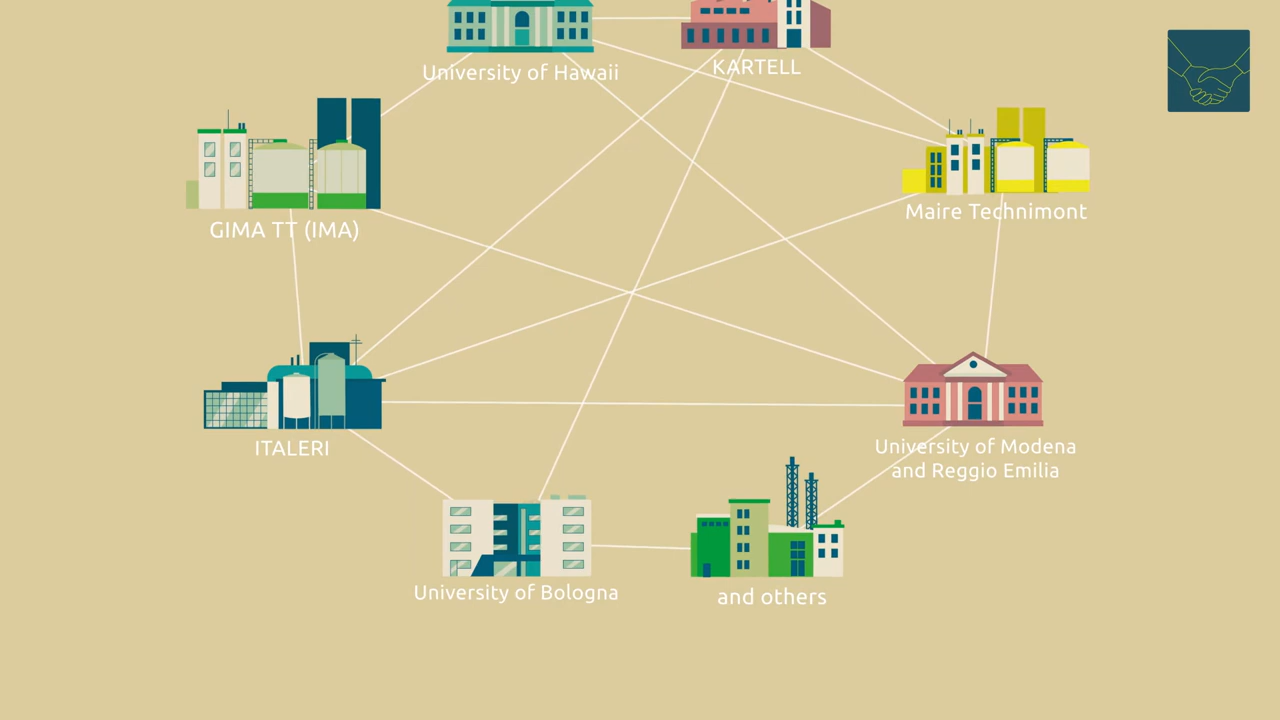 University of Hawaii
KARTELL
Maire Technimont
GIMA TT (IMA)
ITALERI
University of Modena
and Reggio Emilia
University of Bologna
and others